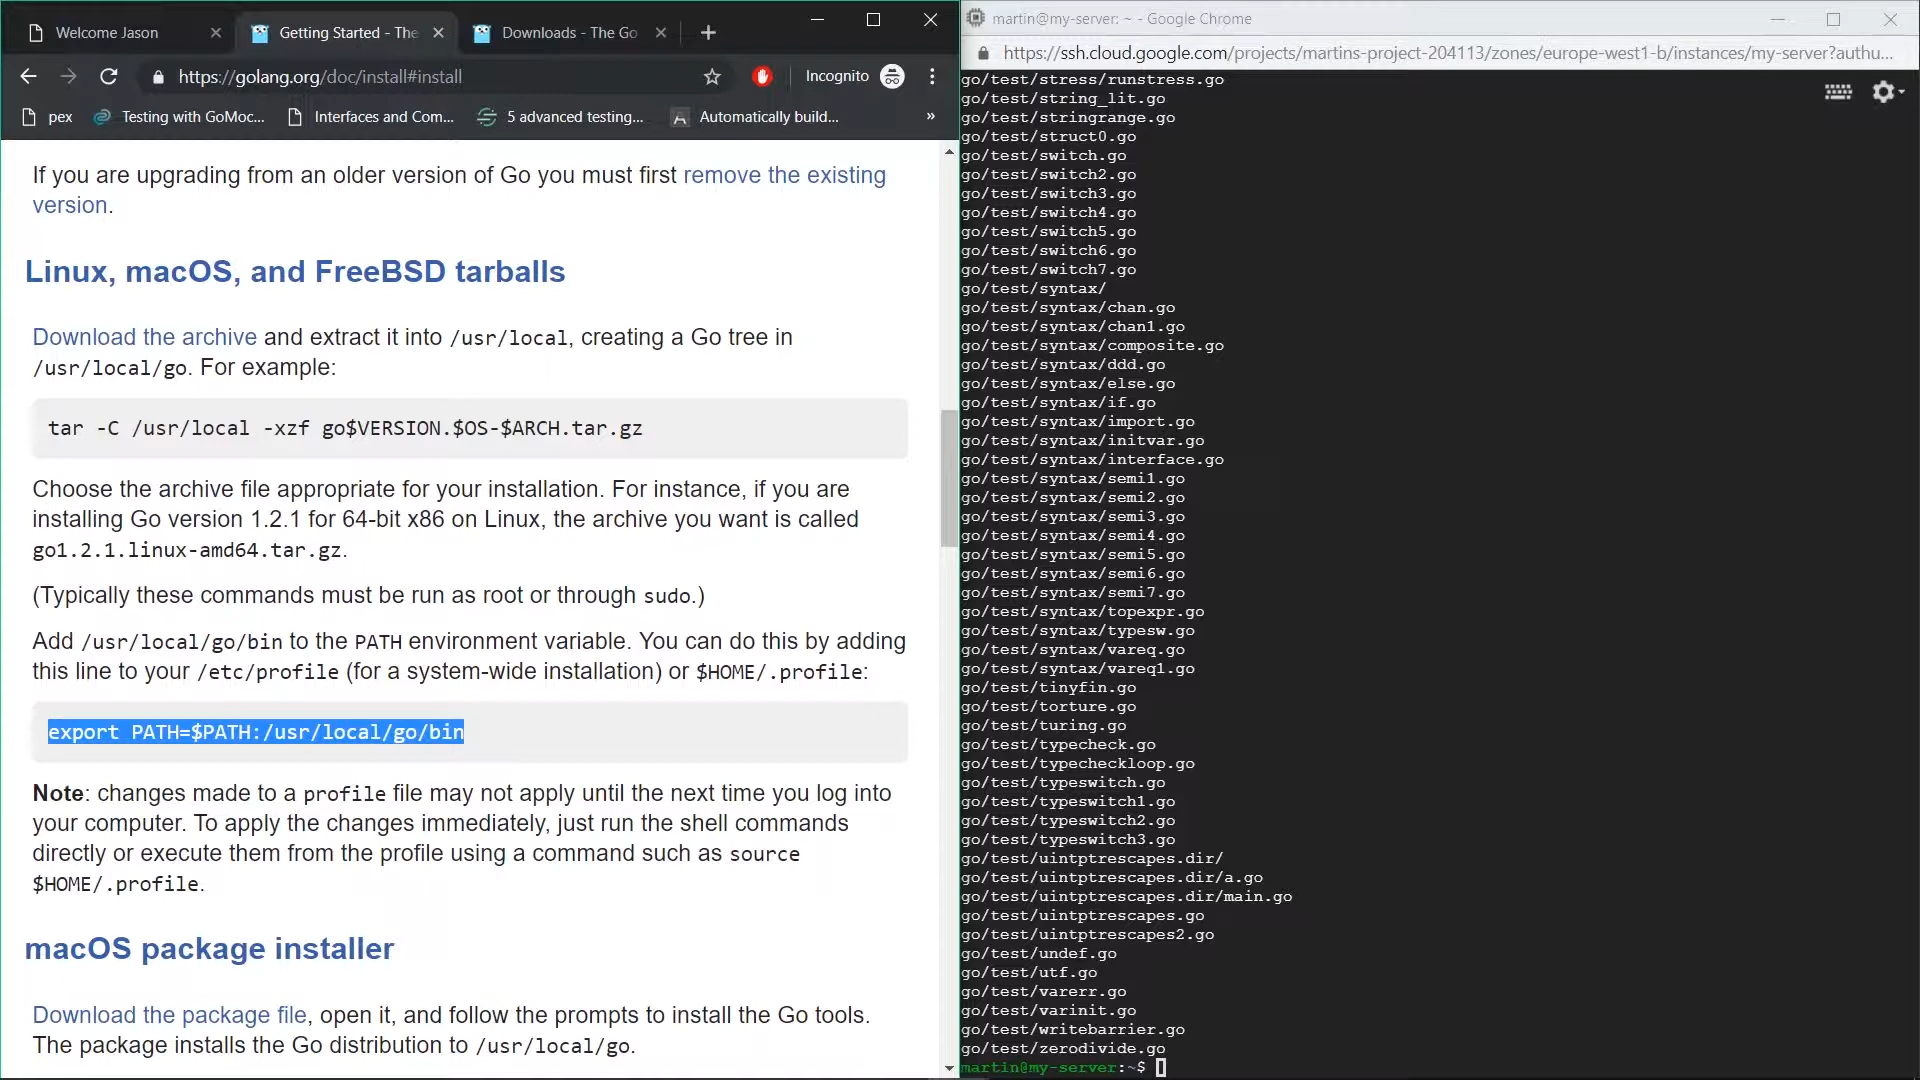 Welcome Jason
Getting Started - The
Downloads - The Go
https://golang.org/doc/install#install
Incognito
pex
Testing with GoMoc...
Interfaces and Com...
5 advanced testing...
Automatically build...
»
If you are upgrading from an older version of Go you must first remove the existing
version.
Linux, macOS, and FreeBSD tarballs
Download the archive and extract it into /usr/local, creating a Go tree in
/usr/local/go. For example:
tar -C /usr/local -xzf go$VERSION.$OS-$ARCH.tar.gz
Choose the archive file appropriate for your installation. For instance, if you are
installing Go version 1.2.1 for 64-bit x86 on Linux, the archive you want is called
go1.2.1.linux-amd64.tar.gz.
(Typically these commands must be run as root or through sudo.)
Add /usr/local/go/bin to the PATH environment variable. You can do this by adding
this line to your /etc/profile (for a system-wide installation) or $HOME/.profile:
export PATH=$PATH:/usr/local/go/bin
Note: changes made to a profile file may not apply until the next time you log into
your computer. To apply the changes immediately, just run the shell commands
directly or execute them from the profile using a command such as source
$HOME/.profile.
macOS package installer
Download the package file, open it, and follow the prompts to install the Go tools.
The package installs the Go distribution to /usr/local/go.
martin@my-server: ~ - Google Chrome
https://ssh.cloud.google.com/projects/martins-project-204113/zones/europe-west1-b/instances/my-server?authu...
go/test/stress/runstress.go
go/test/string_lit.go
go/test/stringrange.go
go/test/struct0.go
go/test/switch.go
go/test/switch2.go
go/test/switch3.go
go/test/switch4.go
go/test/switch5.go
go/test/switch6.go
go/test/switch7.go
go/test/syntax/
go/test/syntax/chan.go
go/test/syntax/chan1.go
go/test/syntax/composite.go
go/test/syntax/ddd.go
go/test/syntax/else.go
go/test/syntax/if.go
go/test/syntax/import.go
go/test/syntax/initvar.go
go/test/syntax/interface.go
go/test/syntax/semi1.go
go/test/syntax/semi2.go
go/test/syntax/semi3.go
go/test/syntax/semi4.go
go/test/syntax/semi5.go
go/test/syntax/semi6.go
go/test/syntax/semi7.go
go/test/syntax/topexpr.go
go/test/syntax/typesw.go
go/test/syntax/vareq.go
go/test/syntax/vareq1.go
go/test/tinyfin.go
go/test/torture.go
go/test/turing.go
go/test/typecheck.go
go/test/typecheckloop.go
go/test/typeswitch.go
go/test/typeswitch1.go
go/test/typeswitch2.go
go/test/typeswitch3.go
go/test/uintptrescapes.dir/
go/test/uintptrescapes.dir/a.go
go/test/uintptrescapes.dir/main.go
go/test/uintptrescapes.go
go/test/uintptrescapes2.go
go/test/undef.go
go/test/utf.go
go/test/varerr.go
go/test/varinit.go
go/test/writebarrier.go
go/test/zerodivide.go
martin@my-server:~$